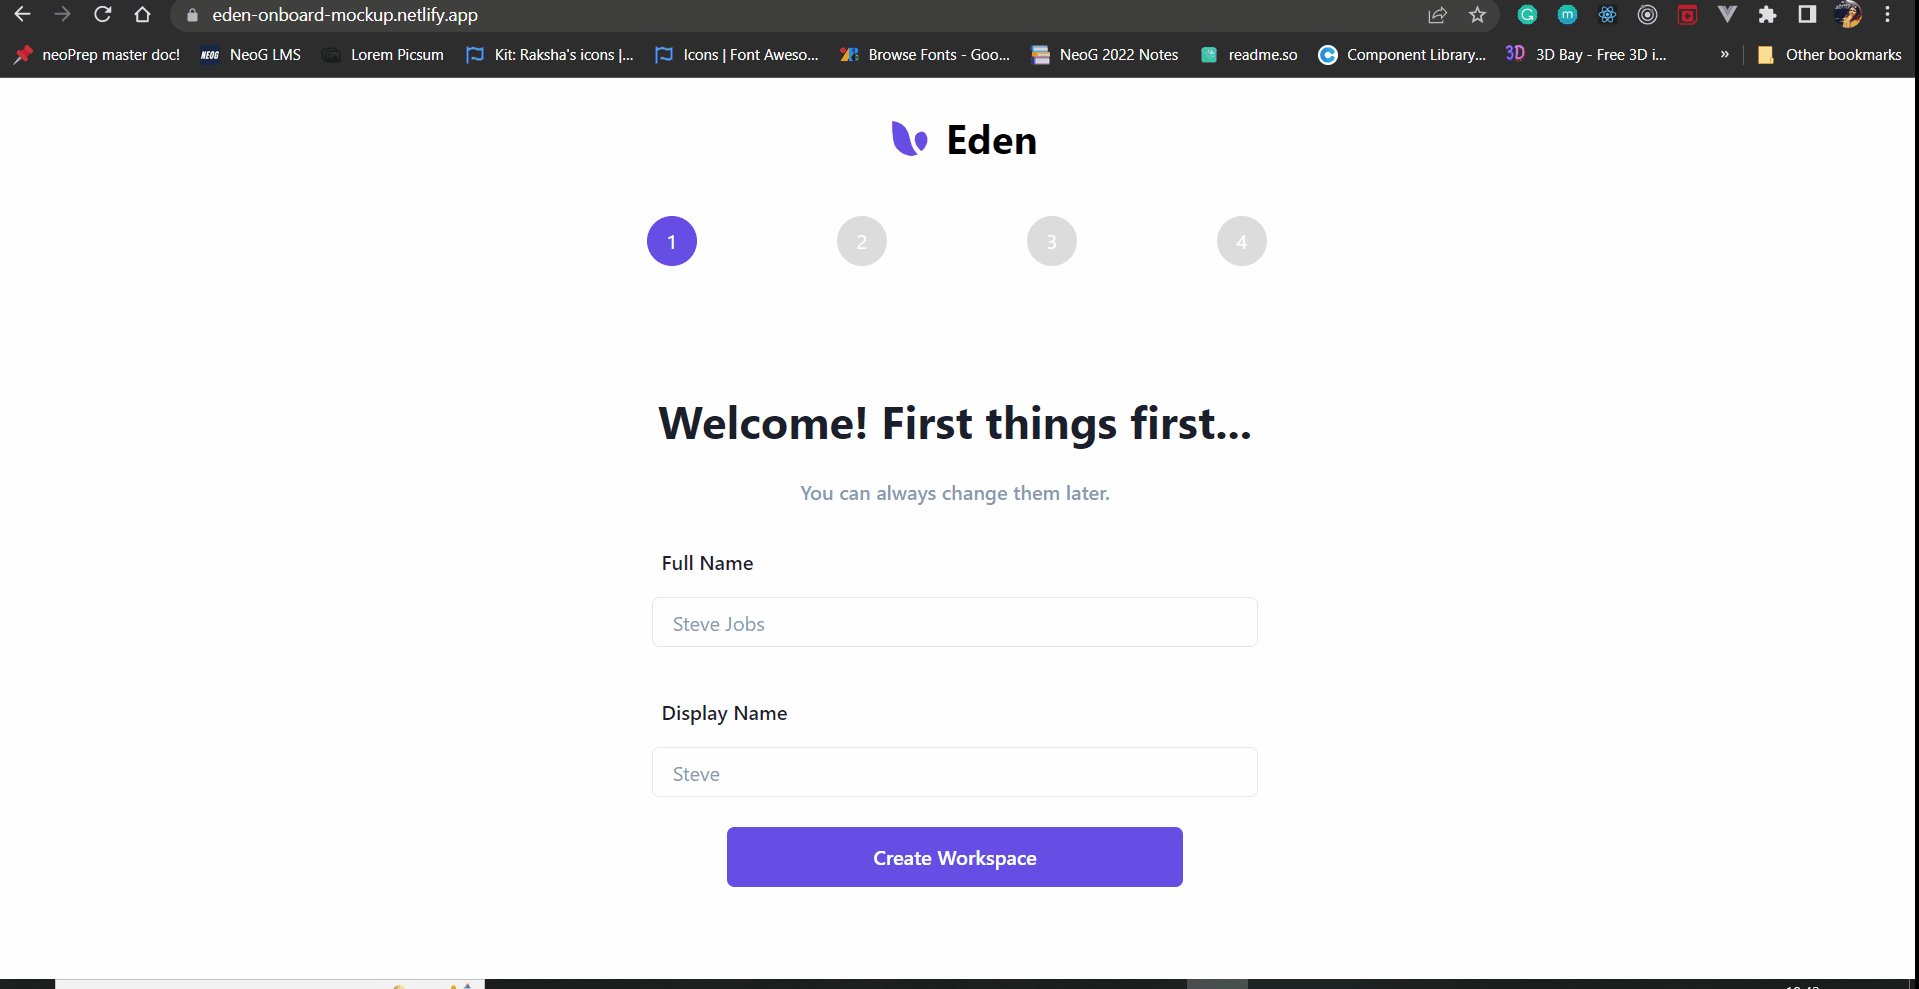 eden-onboard-mockup.netlify.app
neoPrep master doc! NEOG NeoG LMS Lorem Picsum Kit: Raksha's icons |... Icons | Font Aweso... Browse Fonts - Goo... NeoG 2022 Notes readme.so Component Library... 3D 3D Bay - Free 3D i... » Other bookmarks
Eden
1 2 3 4
Welcome! First things first...
You can always change them later.
Full Name
Steve Jobs
Display Name
Steve
Create Workspace